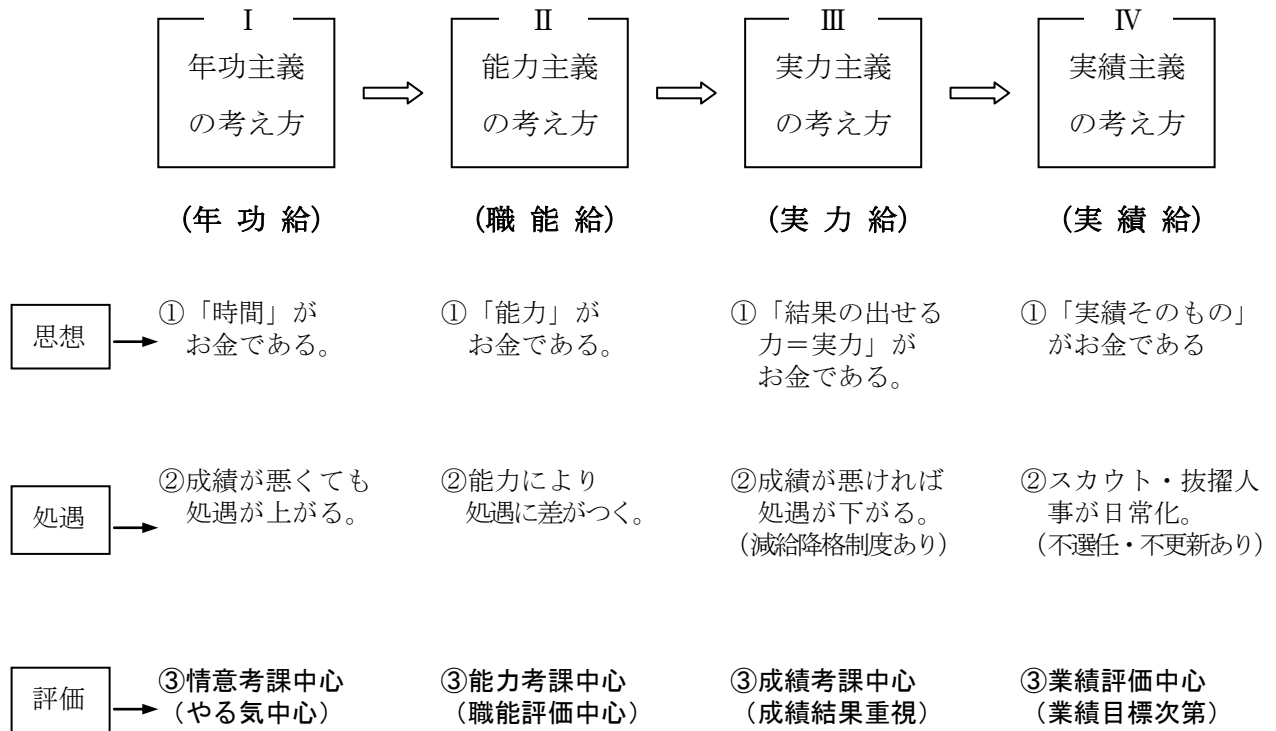 Ⅰ
年功主義
の考え方
Ⅱ
能力主義
の考え方
Ⅲ
実力主義
の考え方
Ⅳ
実績主義
の考え方
(年 功 給)
(職 能 給)
(実 力 給)
(実 績 給)
思想
①「時間」が
お金である。
①「能力」が
お金である。
①「結果の出せる
力＝実力」が
お金である。
①「実績そのもの」
がお金である
処遇
②成績が悪くても
処遇が上がる。
②能力により
処遇に差がつく。
②成績が悪ければ
処遇が下がる。
（減給降格制度あり）
②スカウト・抜擢人
事が日常化。
（不選任・不更新あり）
評価
③情意考課中心
（やる気中心）
③能力考課中心
（職能評価中心）
③成績考課中心
（成績結果重視）
③業績評価中心
（業績目標次第）